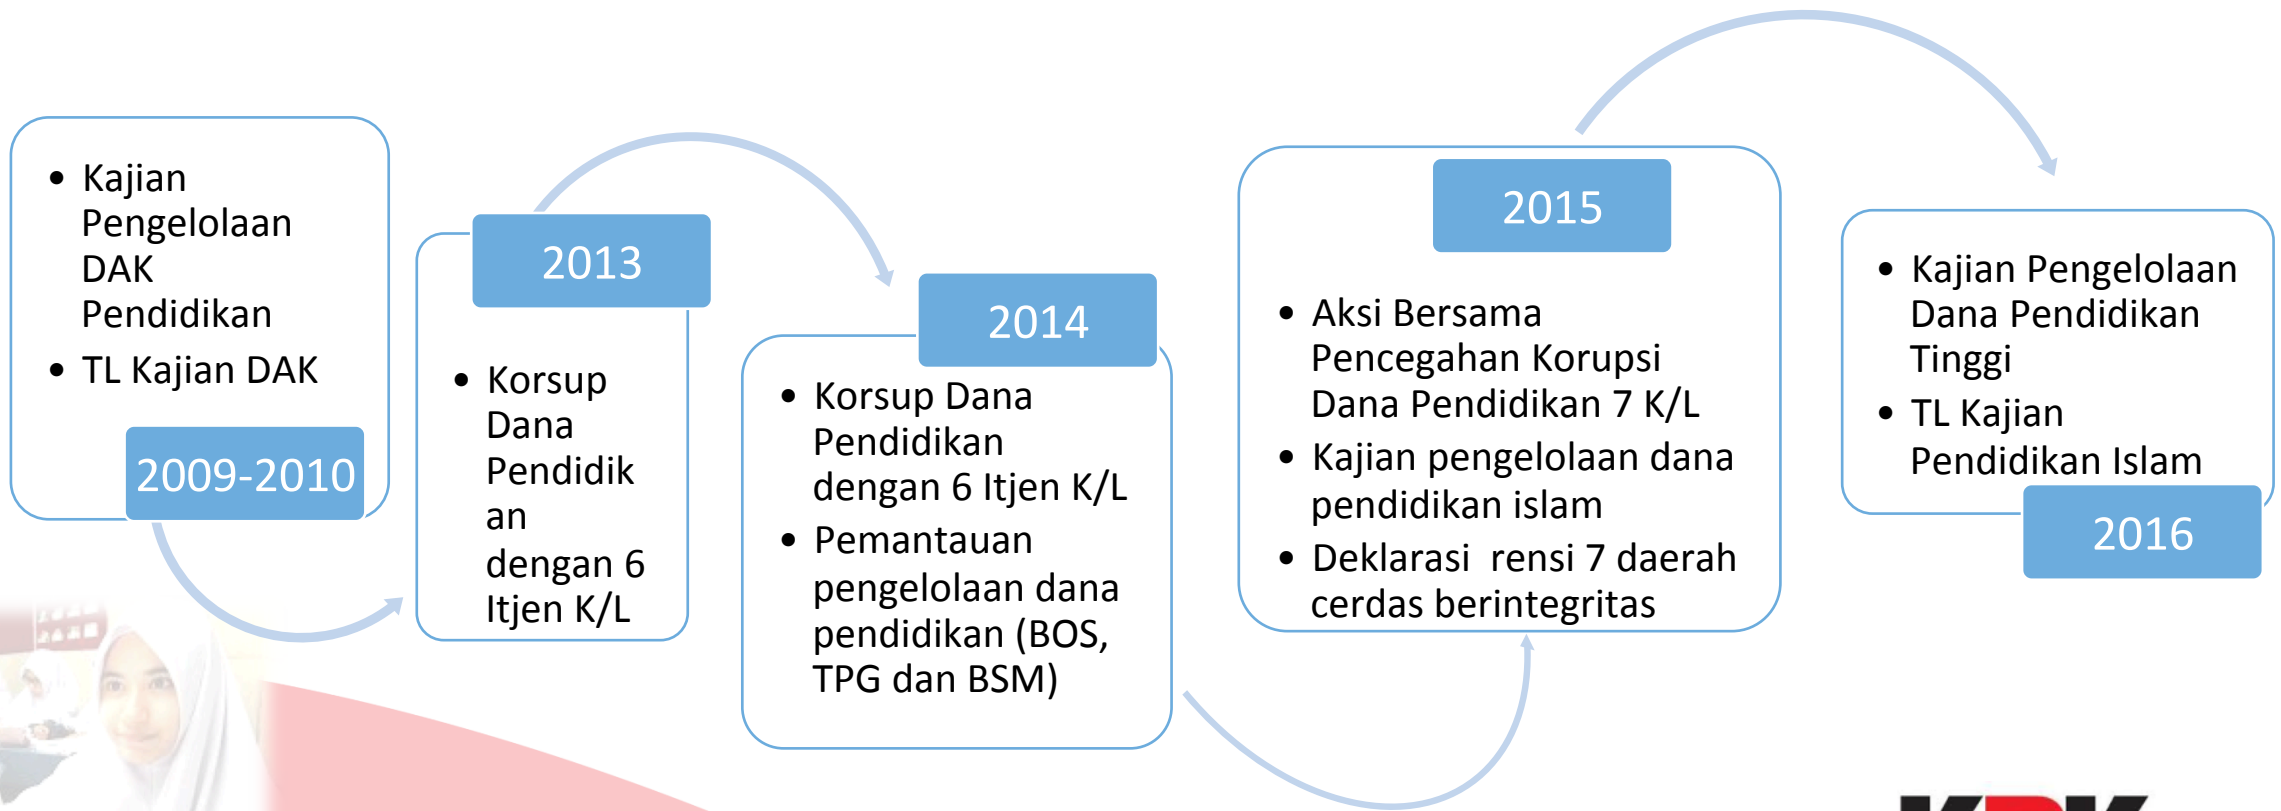 • Kajian
Pengelolaan
DAK
Pendidikan
• TL Kajian DAK
2009-2010
2013
• Korsup
Dana
Pendidik
an
dengan 6
Itjen K/L
2014
• Korsup Dana
Pendidikan
dengan 6 Itjen K/L
• Pemantauan
pengelolaan dana
pendidikan (BOS,
TPG dan BSM)
2015
• Aksi Bersama
Pencegahan Korupsi
Dana Pendidikan 7 K/L
• Kajian pengelolaan dana
pendidikan islam
• Deklarasi rensi 7 daerah
cerdas berintegritas
• Kajian Pengelolaan
Dana Pendidikan
Tinggi
• TL Kajian
Pendidikan Islam
2016
KPK